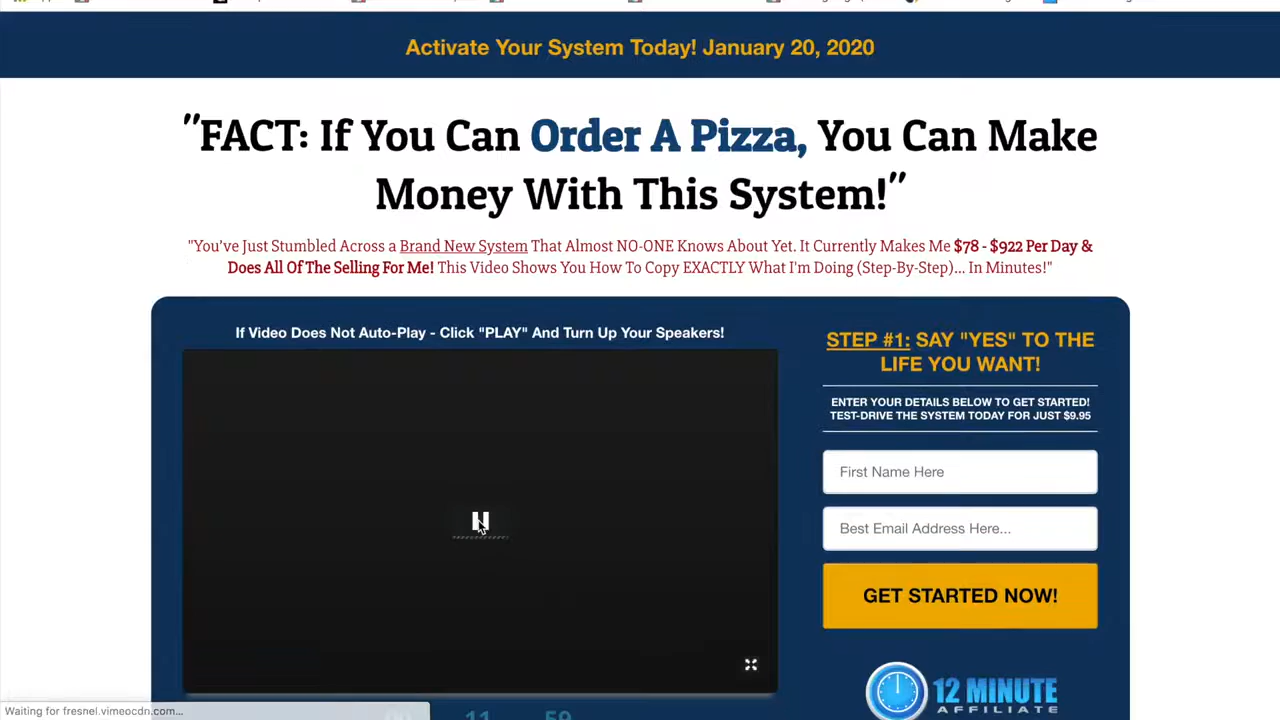 Activate Your System Today! January 20, 2020
"FACT: If You Can Order A Pizza, You Can Make
Money With This System!"
"You've Just Stumbled Across a Brand New System That Almost NO-ONE Knows About Yet. It Currently Makes Me $78 - $922 Per Day &
Does All Of The Selling For Me! This Video Shows You How To Copy EXACTLY What I'm Doing (Step-By-Step)... In Minutes!"
If Video Does Not Auto-Play - Click "PLAY" And Turn Up Your Speakers!
STEP #1: SAY "YES" TO THE
LIFE YOU WANT!
ENTER YOUR DETAILS BELOW TO GET STARTED!
TEST-DRIVE THE SYSTEM TODAY FOR JUST $9.95
First Name Here
Best Email Address Here...
GET STARTED NOW!
12 MINUTE
AFFILIATE
Waiting for fresnel.vimeocdn.com...
00 11 59